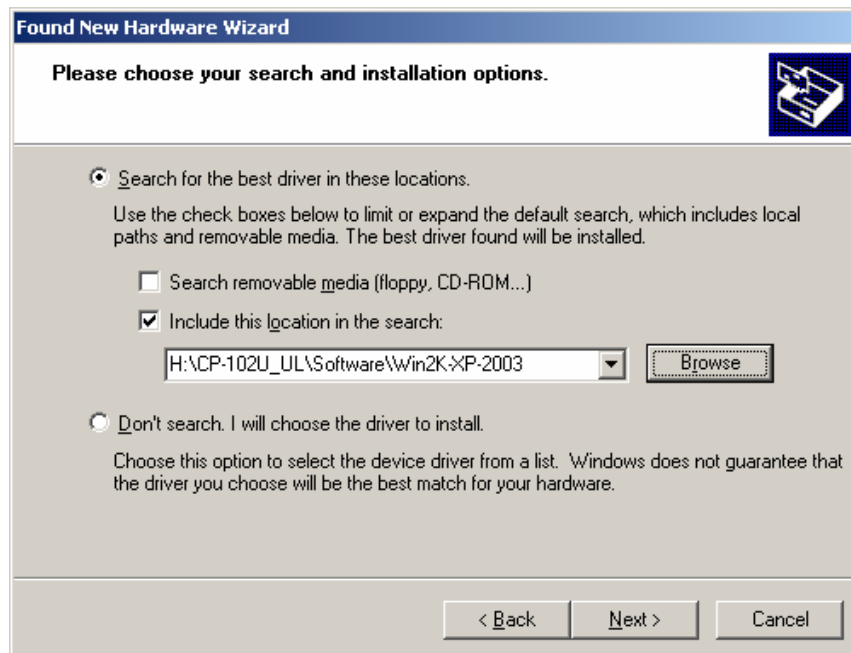 Found New Hardware Wizard
Please choose your search and installation options.
Search for the best driver in these locations.
Use the check boxes below to limit or expand the default search, which includes local
paths and removable media. The best driver found will be installed.
Search removable media (floppy, CD-ROM...)
Include this location in the search:
H:\CP-102U_UL\Software\Win2K-XP-2003
Browse
Don't search. I will choose the driver to install.
Choose this option to select the device driver from a list.  Windows does not guarantee that
the driver you choose will be the best match for your hardware.
< Back
Next >
Cancel